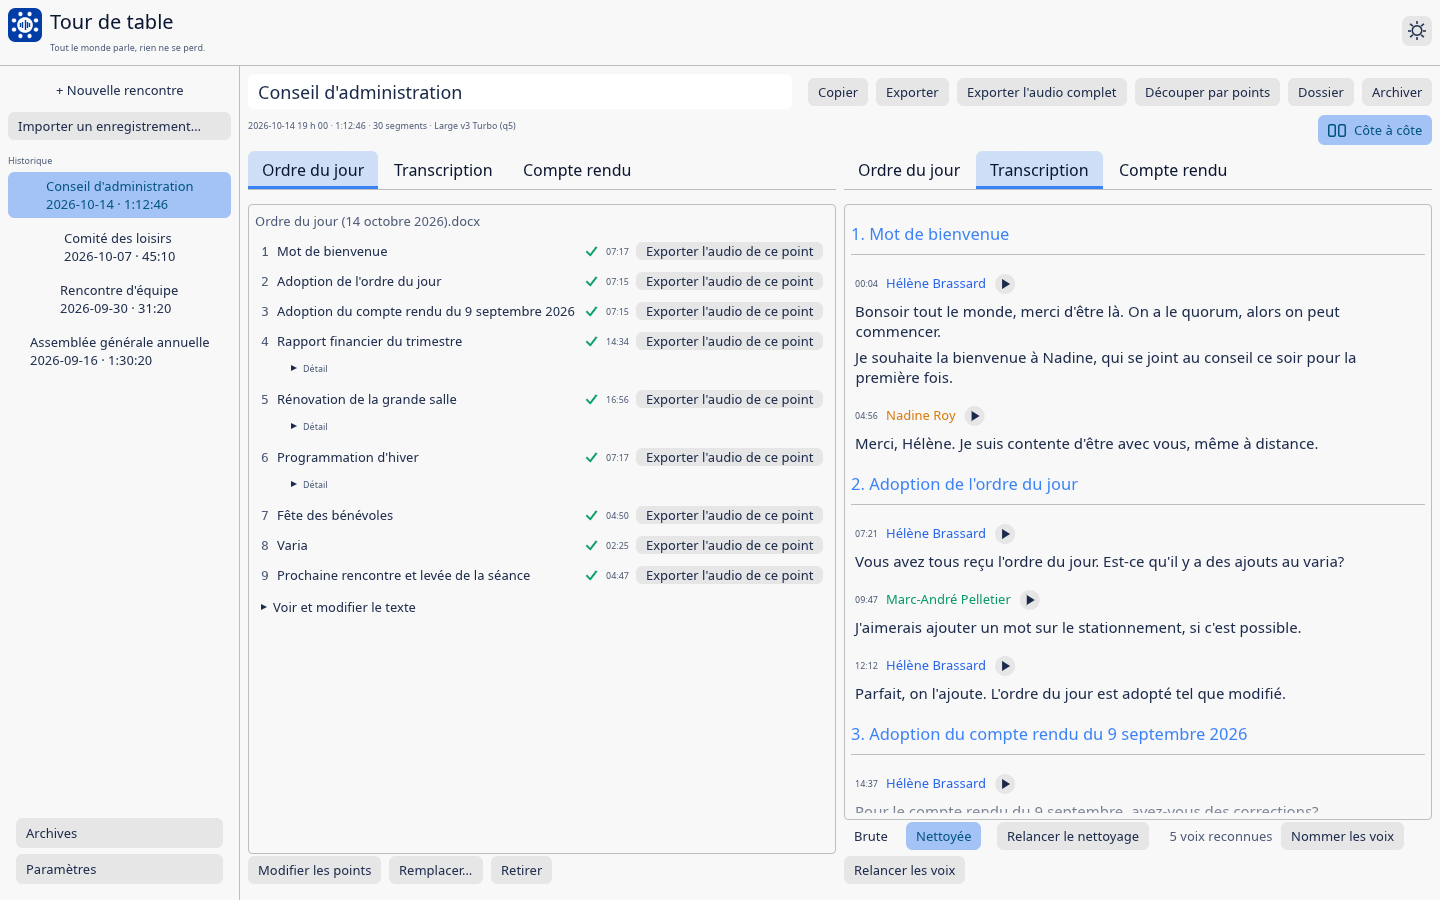 Tour de table
Tout le monde parle, rien ne se perd.
+ Nouvelle rencontre
Importer un enregistrement...
Historique
Conseil d'administration
2026-10-14 · 1:12:46
Comité des loisirs
2026-10-07 · 45:10
Rencontre d'équipe
2026-09-30 · 31:20
Assemblée générale annuelle
2026-09-16 · 1:30:20
Archives
Paramètres
Conseil d'administration
Copier Exporter Exporter l'audio complet Découper par points Dossier Archiver
2026-10-14 19 h 00 · 1:12:46 · 30 segments · Large v3 Turbo (q5)
Côte à côte
Ordre du jour Transcription Compte rendu
Ordre du jour (14 octobre 2026).docx
1 Mot de bienvenue 07:17 Exporter l'audio de ce point
2 Adoption de l'ordre du jour 07:15 Exporter l'audio de ce point
3 Adoption du compte rendu du 9 septembre 2026 07:15 Exporter l'audio de ce point
4 Rapport financier du trimestre 14:34 Exporter l'audio de ce point
Détail
5 Rénovation de la grande salle 16:56 Exporter l'audio de ce point
Détail
6 Programmation d'hiver 07:17 Exporter l'audio de ce point
Détail
7 Fête des bénévoles 04:50 Exporter l'audio de ce point
8 Varia 02:25 Exporter l'audio de ce point
9 Prochaine rencontre et levée de la séance 04:47 Exporter l'audio de ce point
Voir et modifier le texte
Modifier les points Remplacer... Retirer
Ordre du jour Transcription Compte rendu
1. Mot de bienvenue
00:04 Hélène Brassard
Bonsoir tout le monde, merci d'être là. On a le quorum, alors on peut
commencer.
Je souhaite la bienvenue à Nadine, qui se joint au conseil ce soir pour la
première fois.
04:56 Nadine Roy
Merci, Hélène. Je suis contente d'être avec vous, même à distance.
2. Adoption de l'ordre du jour
07:21 Hélène Brassard
Vous avez tous reçu l'ordre du jour. Est-ce qu'il y a des ajouts au varia?
09:47 Marc-André Pelletier
J'aimerais ajouter un mot sur le stationnement, si c'est possible.
12:12 Hélène Brassard
Parfait, on l'ajoute. L'ordre du jour est adopté tel que modifié.
3. Adoption du compte rendu du 9 septembre 2026
14:37 Hélène Brassard
Pour le compte rendu du 9 septembre, avez-vous des corrections?
Brute Nettoyée Relancer le nettoyage 5 voix reconnues Nommer les voix
Relancer les voix